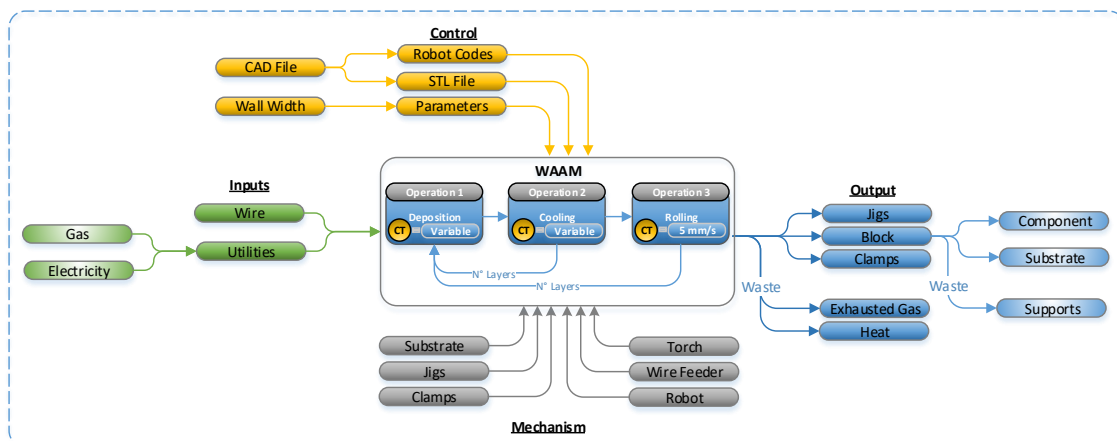 Control
Robot Codes
CAD File
STL File
Wall Width
Parameters
WAAM
Operation 1
Operation 2
Operation 3
Deposition
Cooling
Rolling
CT = Variable
CT = Variable
CT = 5 mm/s
N° Layers
N° Layers
Inputs
Wire
Gas
Utilities
Electricity
Output
Jigs
Component
Block
Clamps
Substrate
Waste
Waste
Exhausted Gas
Supports
Heat
Substrate
Torch
Jigs
Wire Feeder
Clamps
Robot
Mechanism